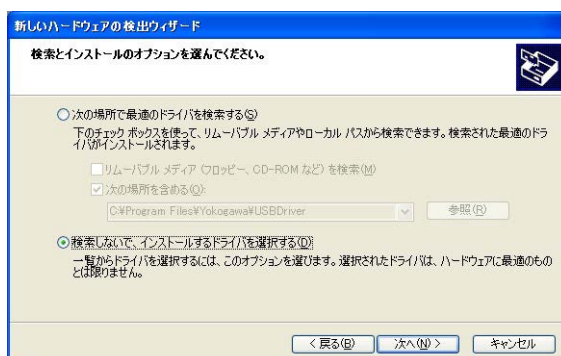 新しいハードウェアの検出ウィザード
検索とインストールのオプションを選んでください。
次の場所で最適のドライバを検索する(S)
下のチェック ボックスを使って、リムーバブル メディアやローカル パスから検索できます。検索された最適のドラ
イバがインストールされます。
リムーバブル メディア (フロッピー、CD-ROM など) を検索(M)
次の場所を含める(O):
C:¥Program Files¥Yokogawa¥USBDriver
参照(R)
検索しないで、インストールするドライバを選択する(D)
一覧からドライバを選択するには、このオプションを選びます。選択されたドライバは、ハードウェアに最適のもの
とは限りません。
< 戻る(B) 次へ(N) > キャンセル